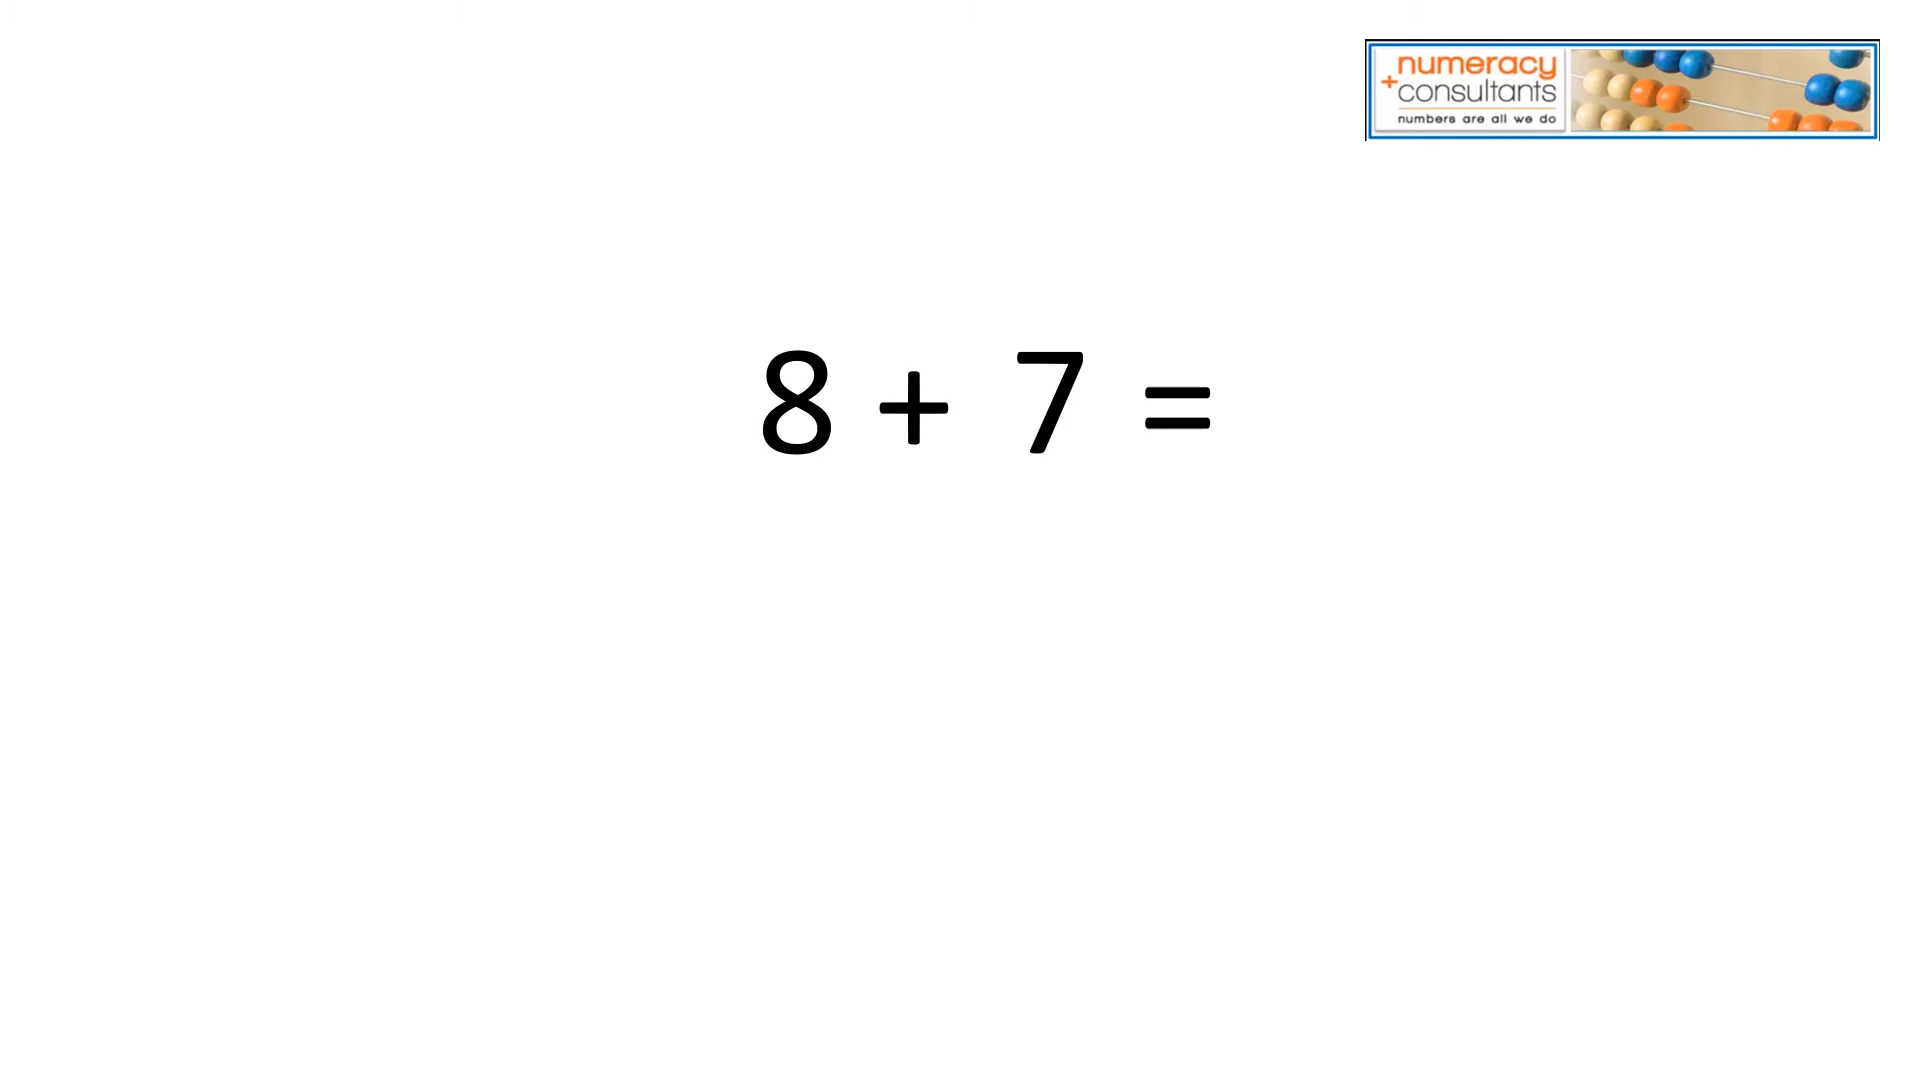 numeracy
+consultants
numbers are all we do
8 + 7 =